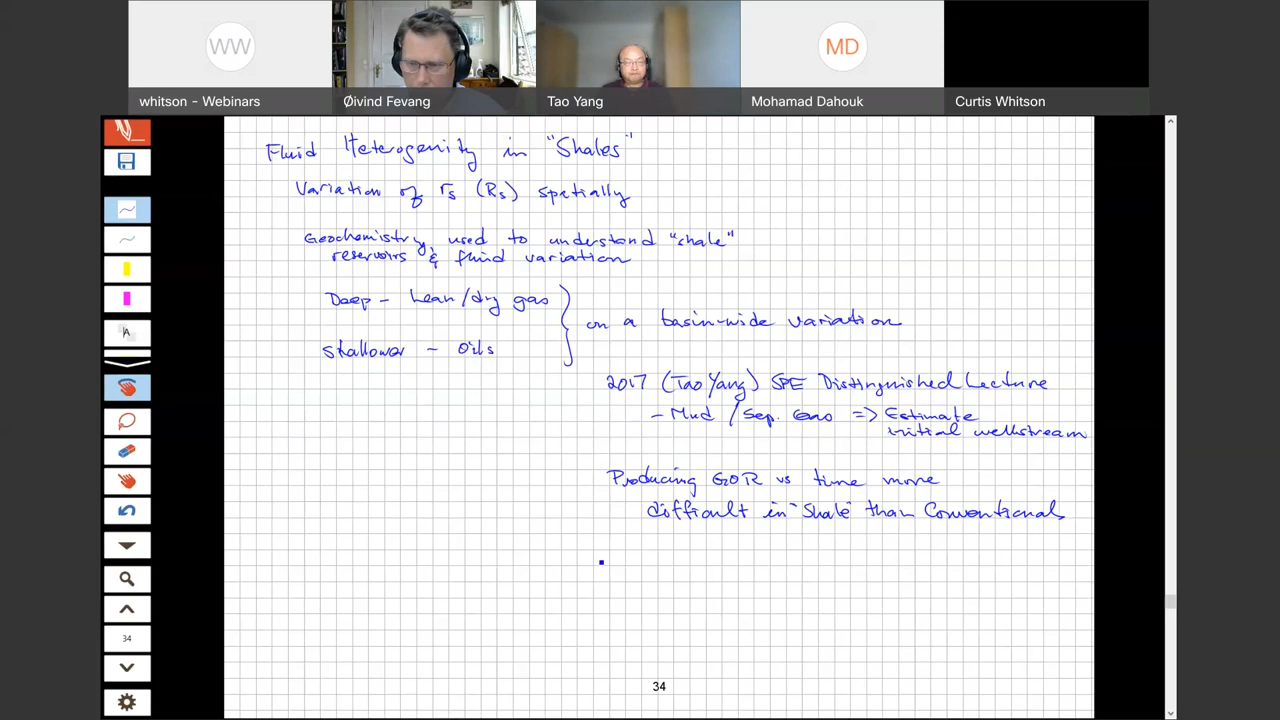 WW
MD
whitson - Webinars
Øivind Fevang
Tao Yang
Mohamad Dahouk
Curtis Whitson
Fluid Heterogenity in "Shales"
Variation of rs (Rs) spatially
Geochemistry used to understand "shale"
reservoirs & fluid variation
Deep - Lean/dry gas
on a basin-wide variation
Shallower - Oils
2017 (Tao Yang) SPE Distinguished Lecture
- Mud / Sep. Gas => Estimate
initial wellstream
Producing GOR vs time more
difficult in "Shale" than Conventionals
A
34
34